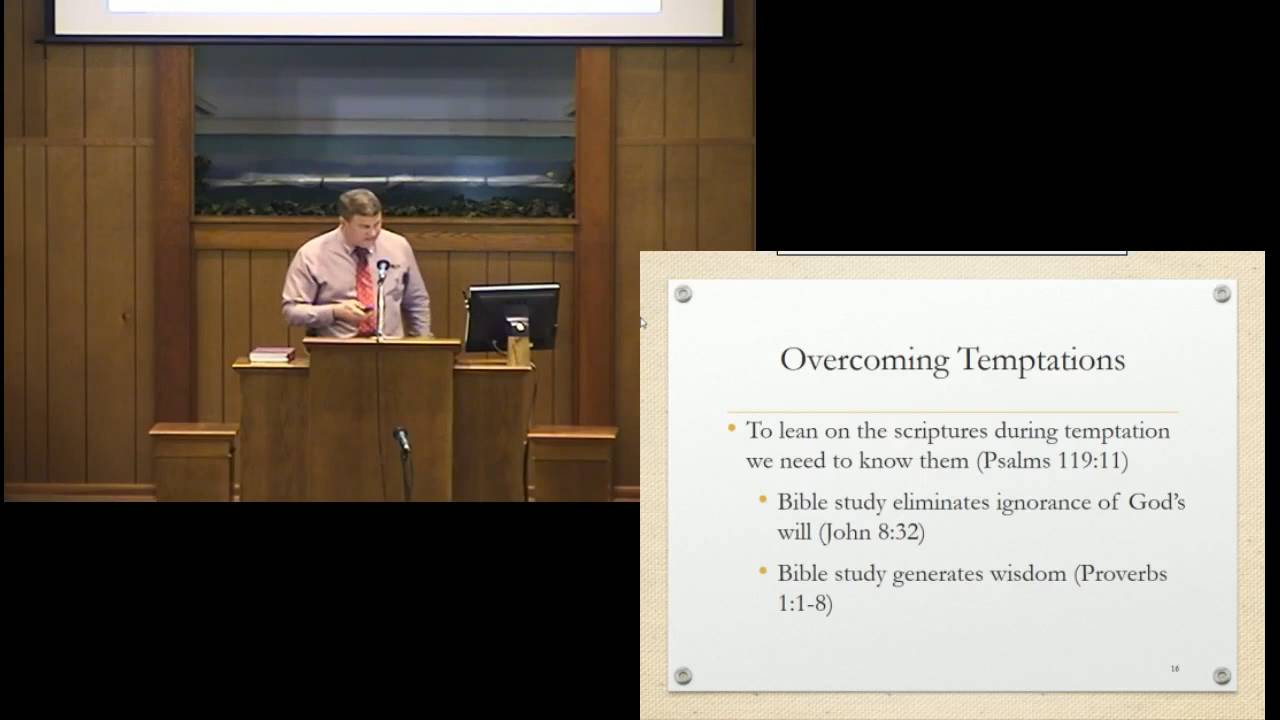 Overcoming Temptations
• To lean on the scriptures during temptation
we need to know them (Psalms 119:11)
• Bible study eliminates ignorance of God’s
will (John 8:32)
• Bible study generates wisdom (Proverbs
1:1-8)
16